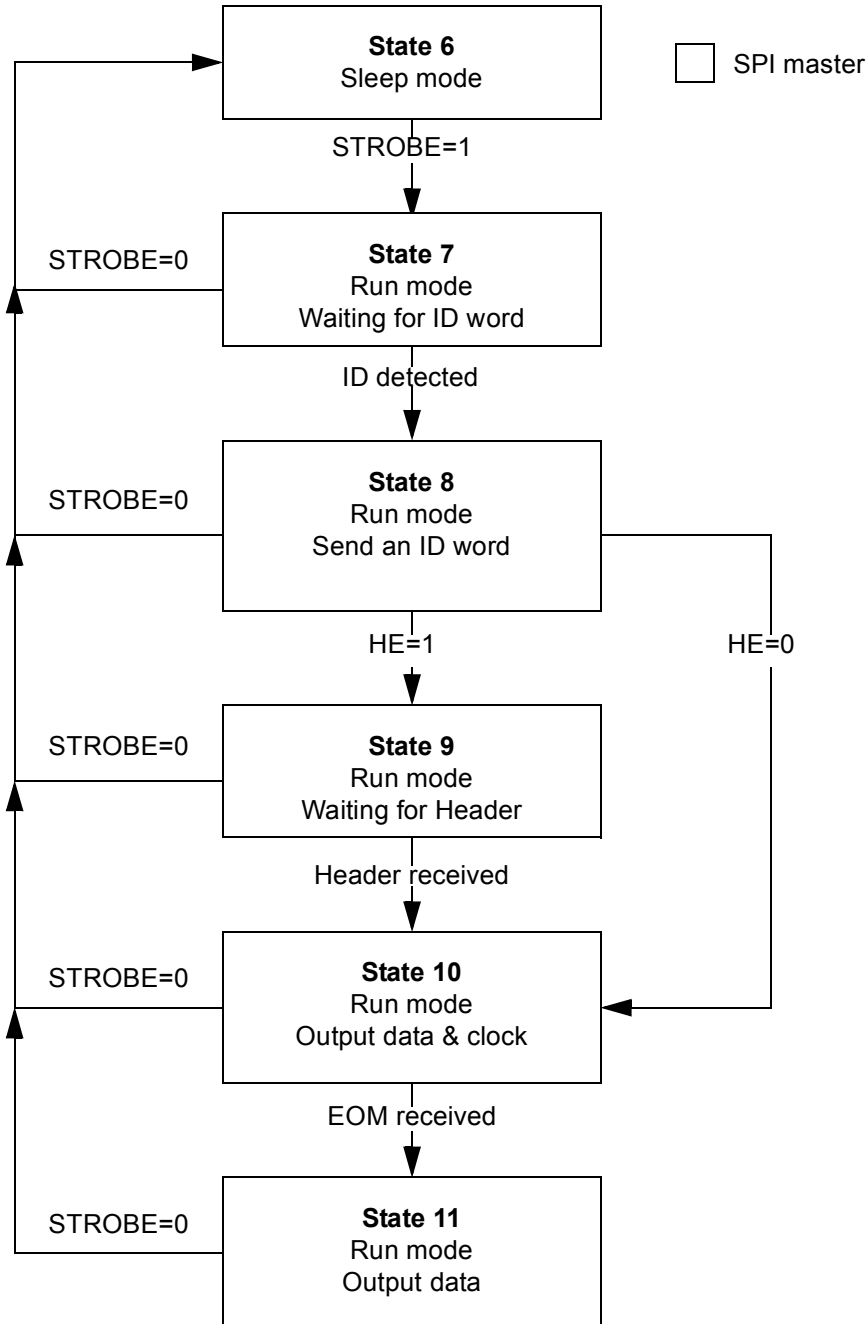 State 6
Sleep mode
SPI master
STROBE=1
STROBE=0
State 7
Run mode
Waiting for ID word
ID detected
STROBE=0
State 8
Run mode
Send an ID word
HE=1
HE=0
STROBE=0
State 9
Run mode
Waiting for Header
Header received
STROBE=0
State 10
Run mode
Output data & clock
EOM received
STROBE=0
State 11
Run mode
Output data